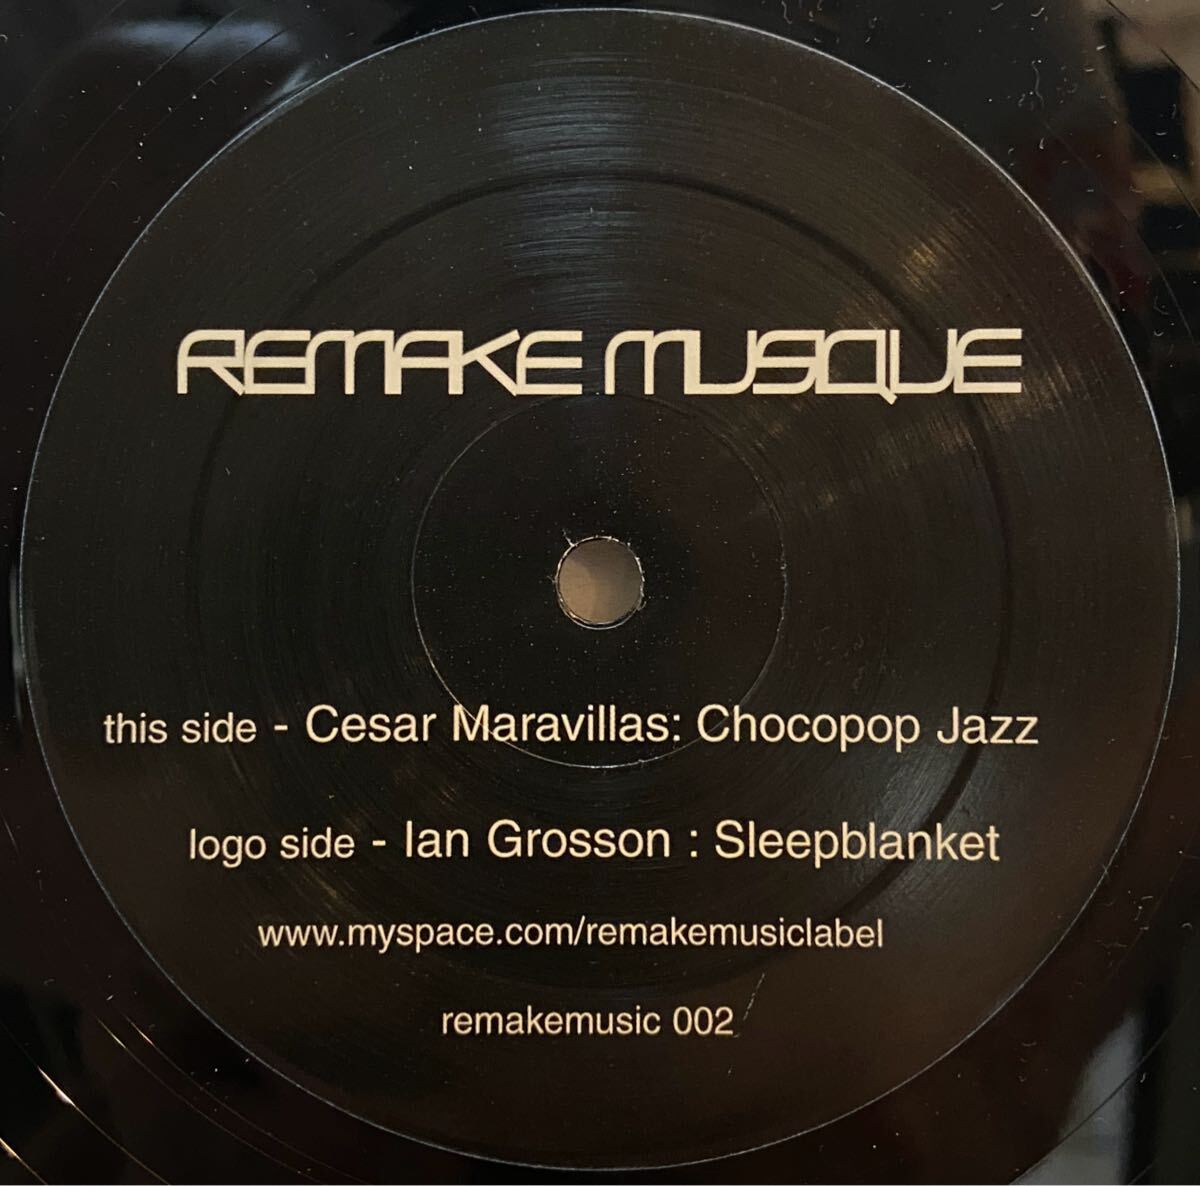 REMAKE MUSIQUE
this side - Cesar Maravillas: Chocopop Jazz
logo side - Ian Grosson : Sleepblanket
www.myspace.com/remakemusiclabel
remakemusic 002